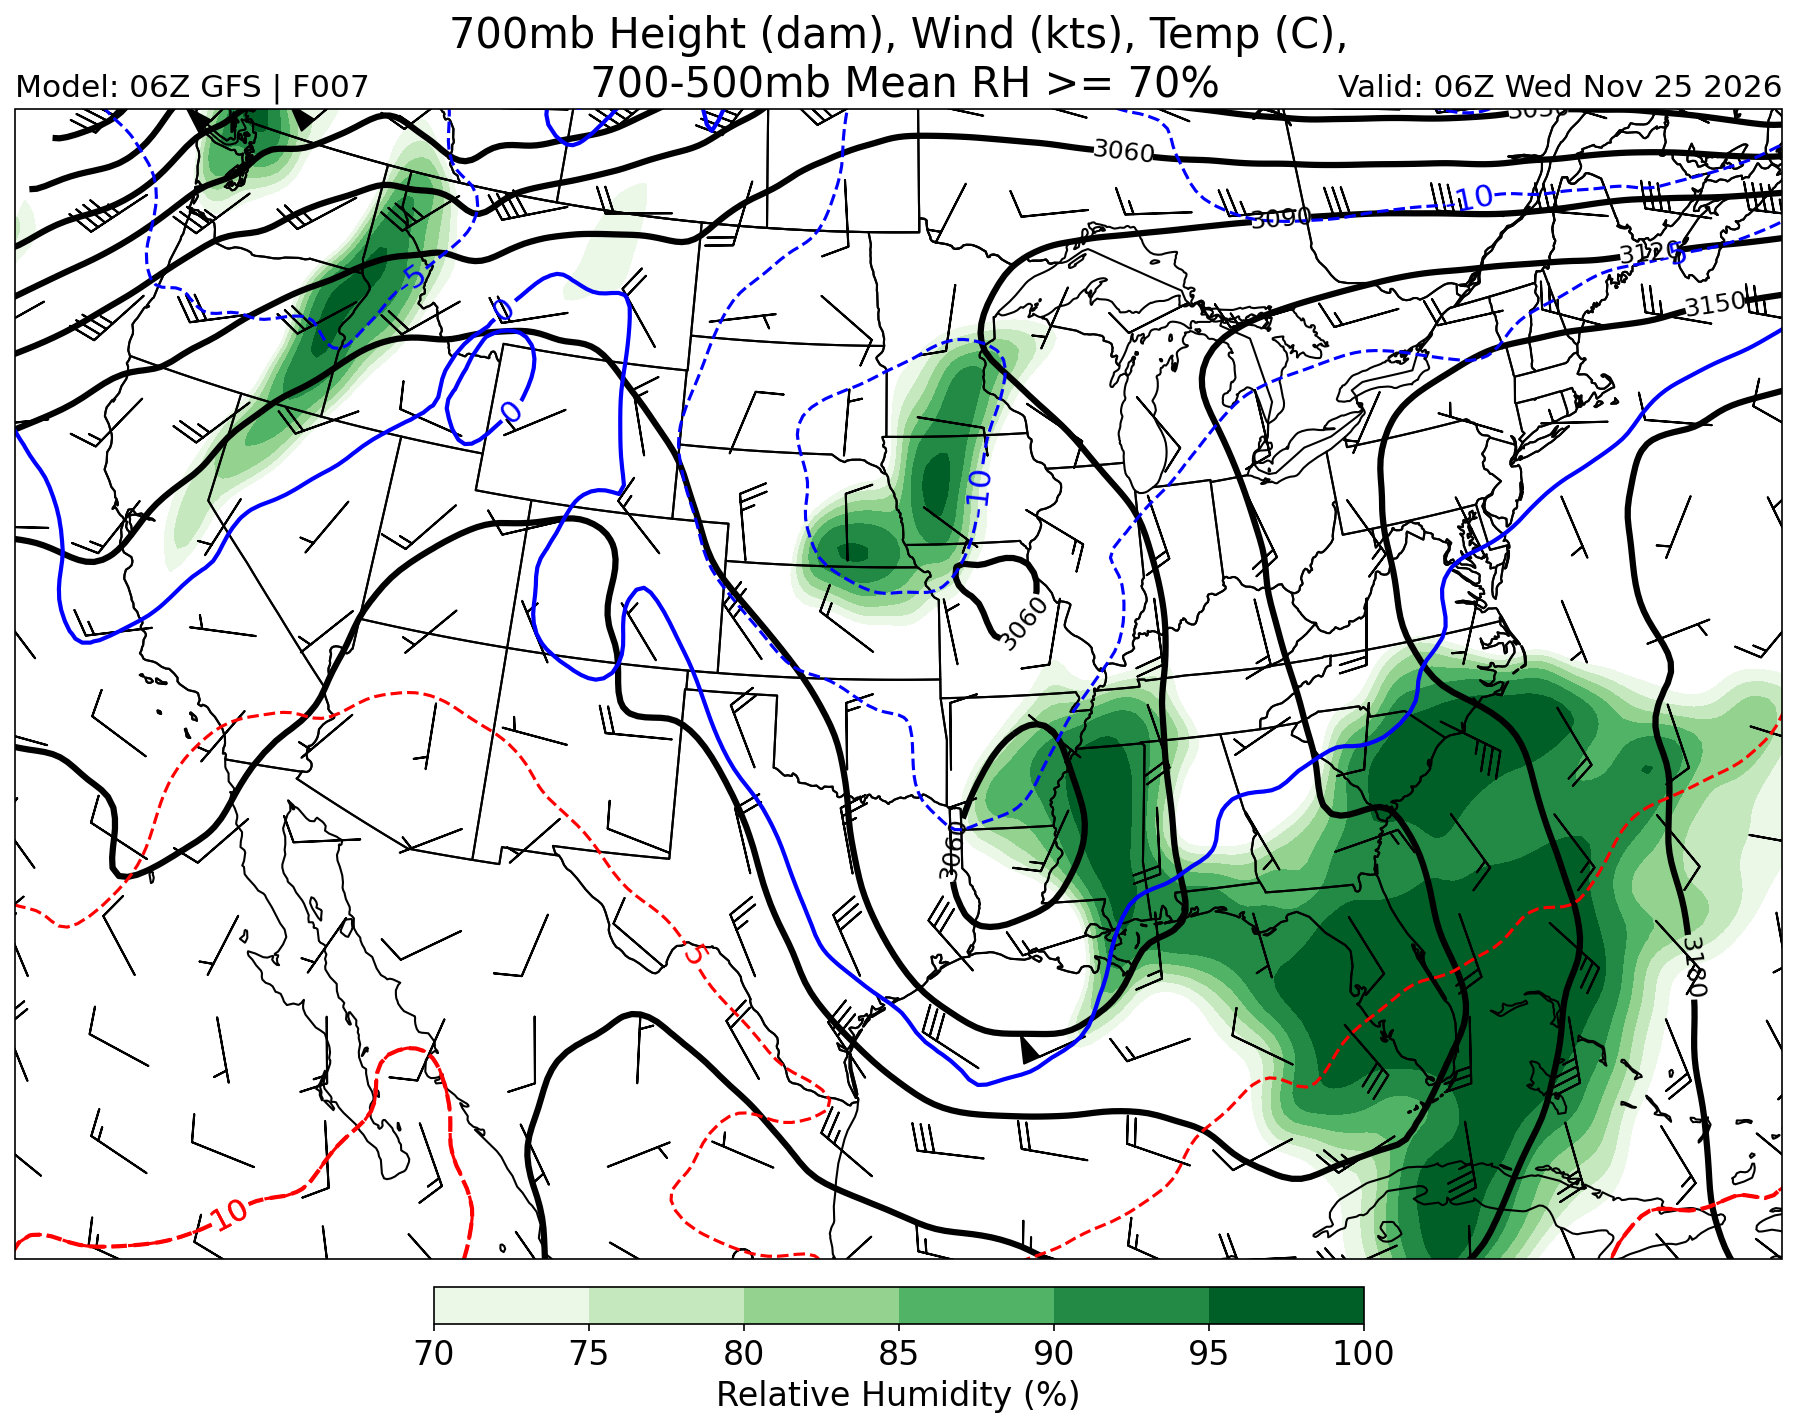 700mb Height (dam), Wind (kts), Temp (C),
700-500mb Mean RH >= 70%
Model: 06Z GFS | F007
Valid: 06Z Wed Nov 25 2026
3060
3090
-10
3120
-5
3150
-5
0
0
-10
3060
3060
5
3180
10
70 75 80 85 90 95 100
Relative Humidity (%)